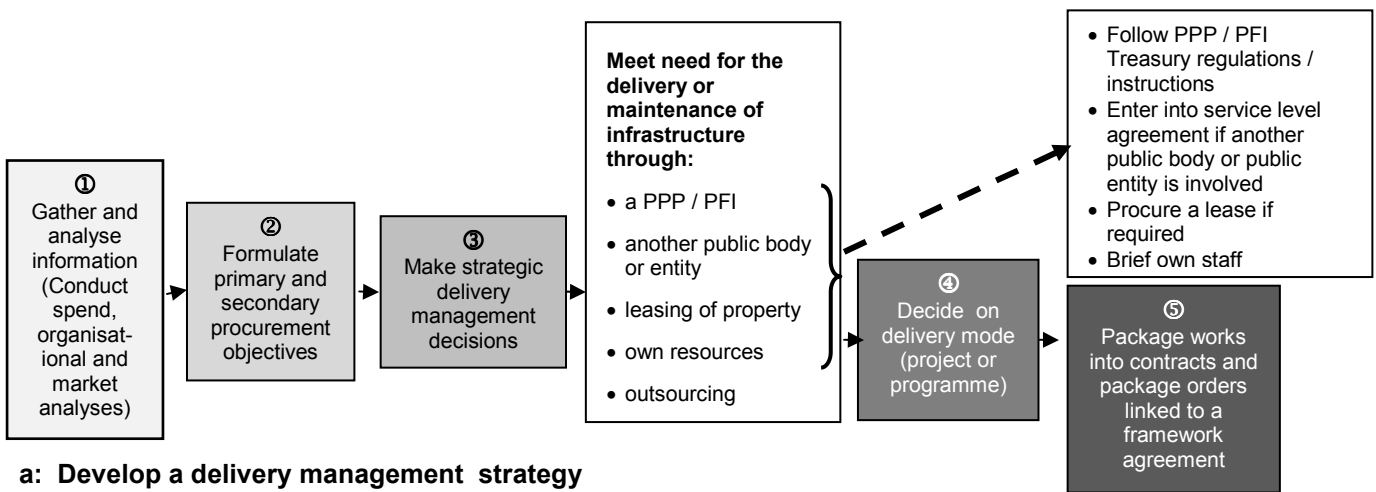 ①
Gather and
analyse
information
(Conduct
spend,
organisat-
ional and
market
analyses)
②
Formulate
primary and
secondary
procurement
objectives
③
Make strategic
delivery
management
decisions
Meet need for the
delivery or
maintenance of
infrastructure
through:
• a PPP / PFI
• another public body
or entity
• leasing of property
• own resources
• outsourcing
• Follow PPP / PFI
Treasury regulations /
instructions
• Enter into service level
agreement if another
public body or public
entity is involved
• Procure a lease if
required
• Brief own staff
④
Decide on
delivery mode
(project or
programme)
⑤
Package works
into contracts and
package orders
linked to a
framework
agreement
a: Develop a delivery management strategy